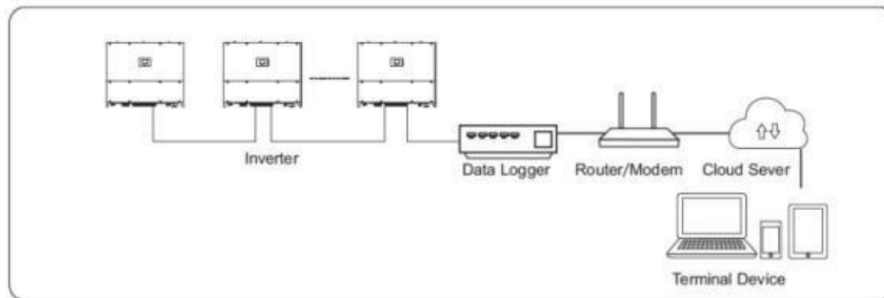 Inverter
Data Logger
Router/Modem
Cloud Sever
Terminal Device